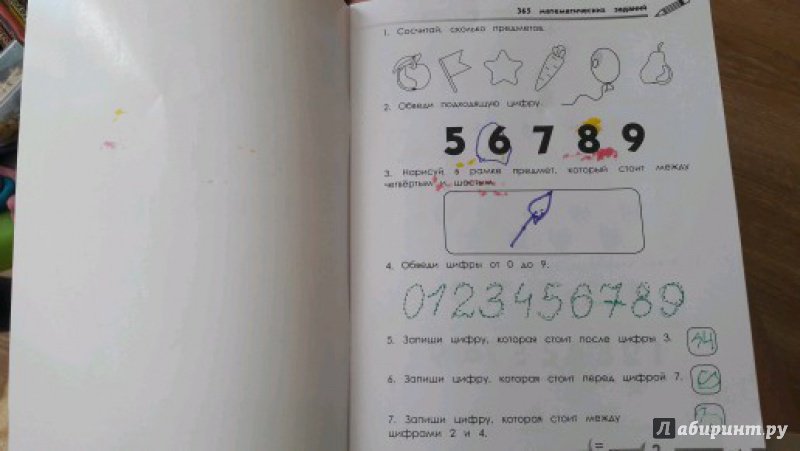 365 математических заданий
1. Сосчитай, сколько предметов.
2. Обведи подходящую цифру.
5 6 7 8 9
3. Нарисуй в рамке предмет, который стоит между
четвёртым и шестым.
4. Обведи цифры от 0 до 9.
0123456789
5. Запиши цифру, которая стоит после цифры 3.
6. Запиши цифру, которая стоит перед цифрой 7.
7. Запиши цифру, которая стоит между
цифрами 2 и 4.
Лабиринт.ру